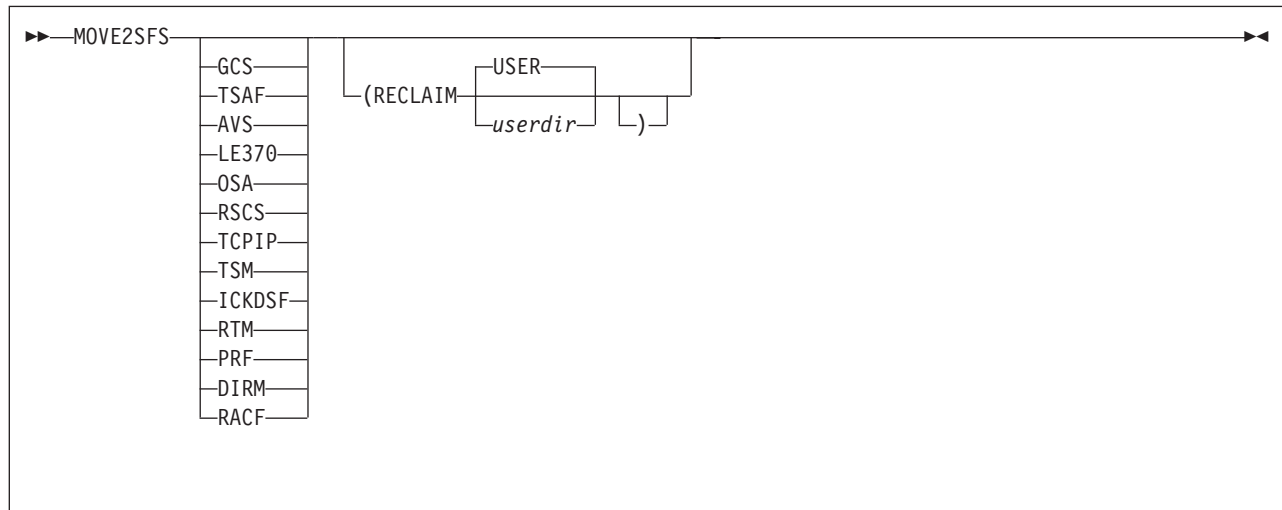 MOVE2SFS
GCS USER
TSAF (RECLAIM
AVS userdir )
LE370
OSA
RSCS
TCPIP
TSM
ICKDSF
RTM
PRF
DIRM
RACF